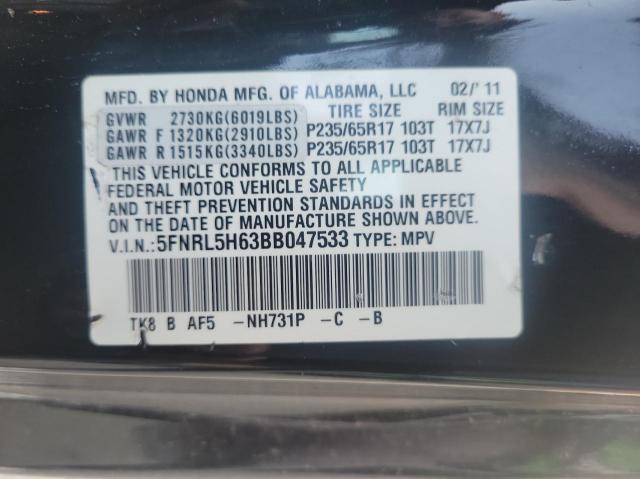 MFD. BY HONDA MFG. OF ALABAMA, LLC 02/'11
GVWR 2730KG(6019LBS) TIRE SIZE RIM SIZE
GAWR F 1320KG(2910LBS) P235/65R17 103T 17X7J
GAWR R 1515KG(3340LBS) P235/65R17 103T 17X7J
THIS VEHICLE CONFORMS TO ALL APPLICABLE
FEDERAL MOTOR VEHICLE SAFETY
AND THEFT PREVENTION STANDARDS IN EFFECT
ON THE DATE OF MANUFACTURE SHOWN ABOVE.
V.I.N.: 5FNRL5H63BB047533 TYPE: MPV
TK8 B AF5 -NH731P -C -B